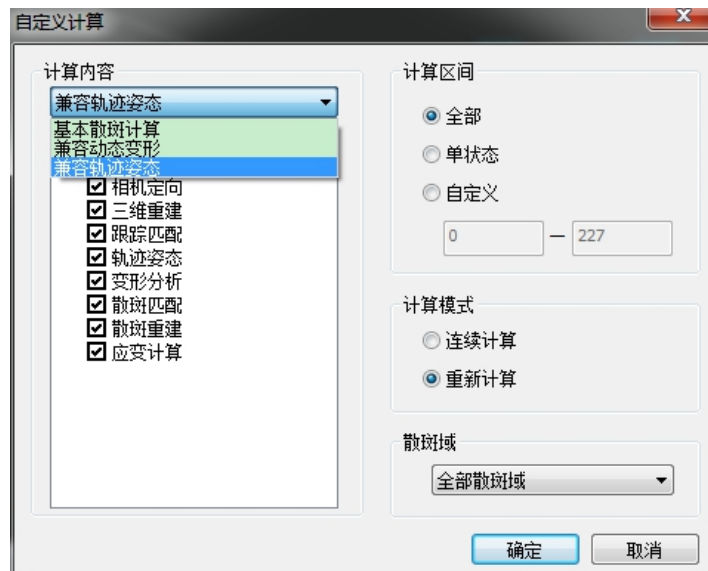 自定义计算
计算内容
兼容轨迹姿态
基本散斑计算
兼容动态变形
兼容轨迹姿态
相机定向
三维重建
跟踪匹配
轨迹姿态
变形分析
散斑匹配
散斑重建
应变计算
计算区间
全部
单状态
自定义
0 — 227
计算模式
连续计算
重新计算
散斑域
全部散斑域
确定 取消